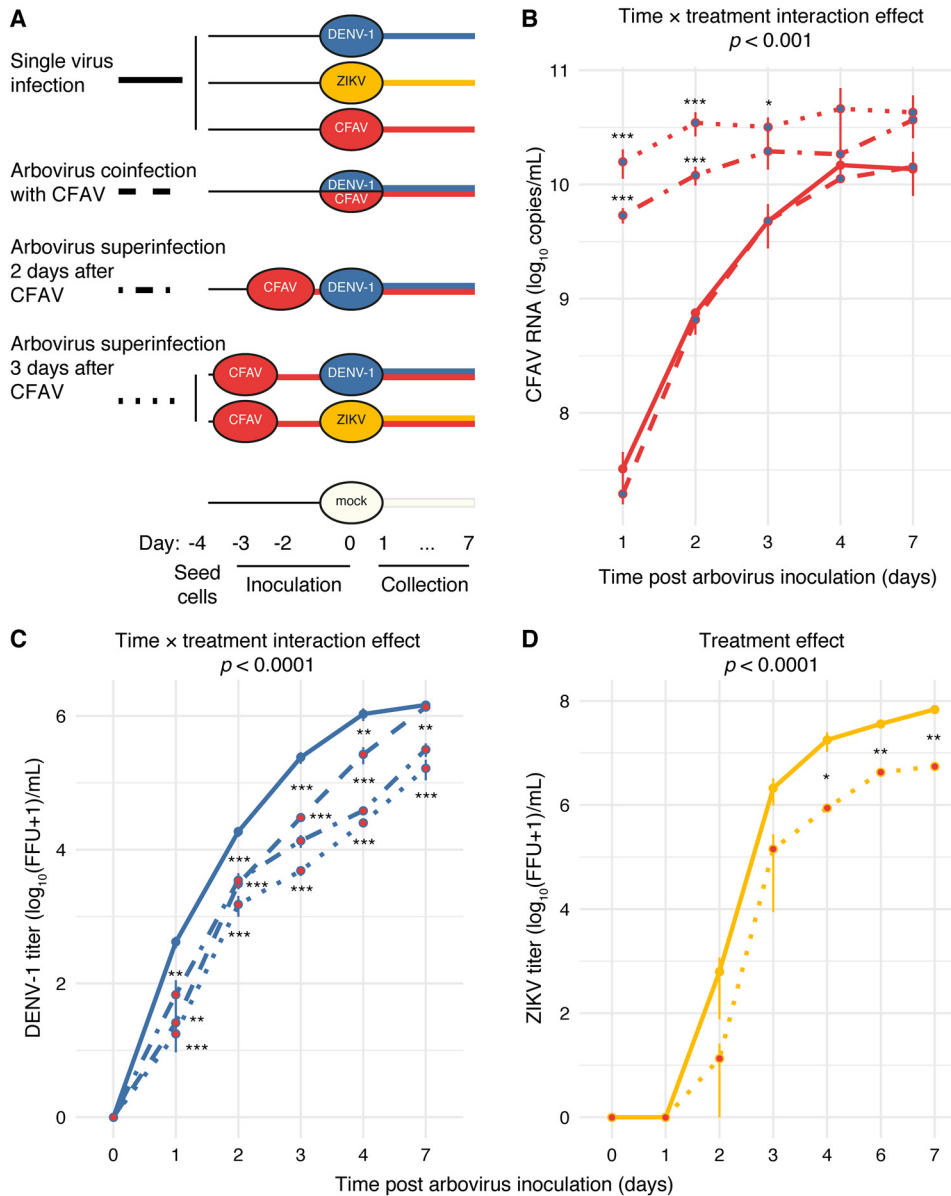 A
Single virus
infection
DENV-1
ZIKV
CFAV
Arbovirus coinfection
with CFAV
DENV-1
CFAV
Arbovirus superinfection
2 days after
CFAV
CFAV
DENV-1
Arbovirus superinfection
3 days after
CFAV
CFAV
DENV-1
CFAV
ZIKV
mock
Day: -4 -3 -2 0 1 ... 7
Seed
cells
Inoculation
Collection
B
Time × treatment interaction effect
p < 0.001
CFAV RNA (log10 copies/mL)
11
10
9
8
***
***
*
***
***
1 2 3 4 7
Time post arbovirus inoculation (days)
C
Time × treatment interaction effect
p < 0.0001
DENV-1 titer (log10(FFU+1)/mL)
6
4
2
0
**
**
***
***
***
***
***
***
***
**
***
***
**
***
0 1 2 3 4 7
Time post arbovirus inoculation (days)
D
Treatment effect
p < 0.0001
ZIKV titer (log10(FFU+1)/mL)
8
6
4
2
0
*
**
**
0 1 2 3 4 6 7